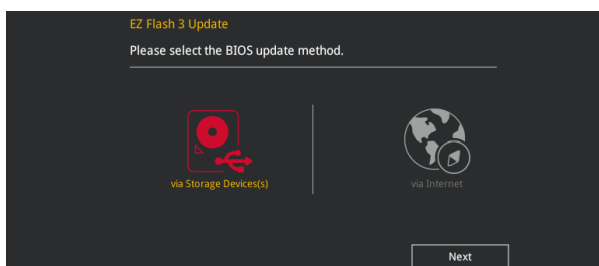 EZ Flash 3 Update
Please select the BIOS update method.
via Storage Devices(s)
via Internet
Next